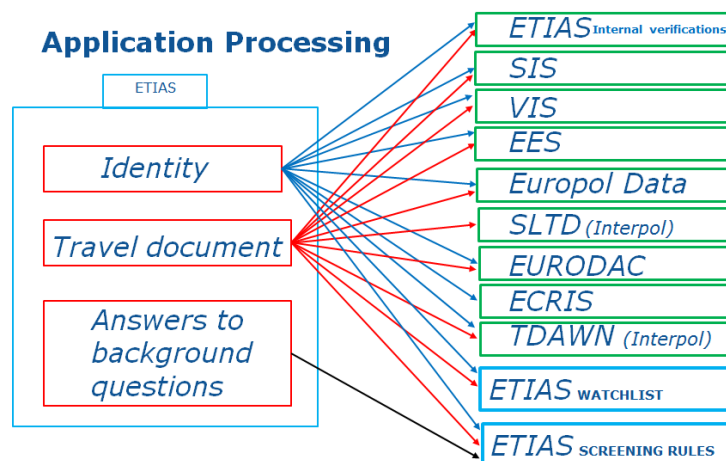 Application Processing
ETIAS
Identity
Travel document
Answers to
background
questions
ETIAS Internal verifications
SIS
VIS
EES
Europol Data
SLTD (Interpol)
EURODAC
ECRIS
TDAWN (Interpol)
ETIAS WATCHLIST
ETIAS SCREENING RULES